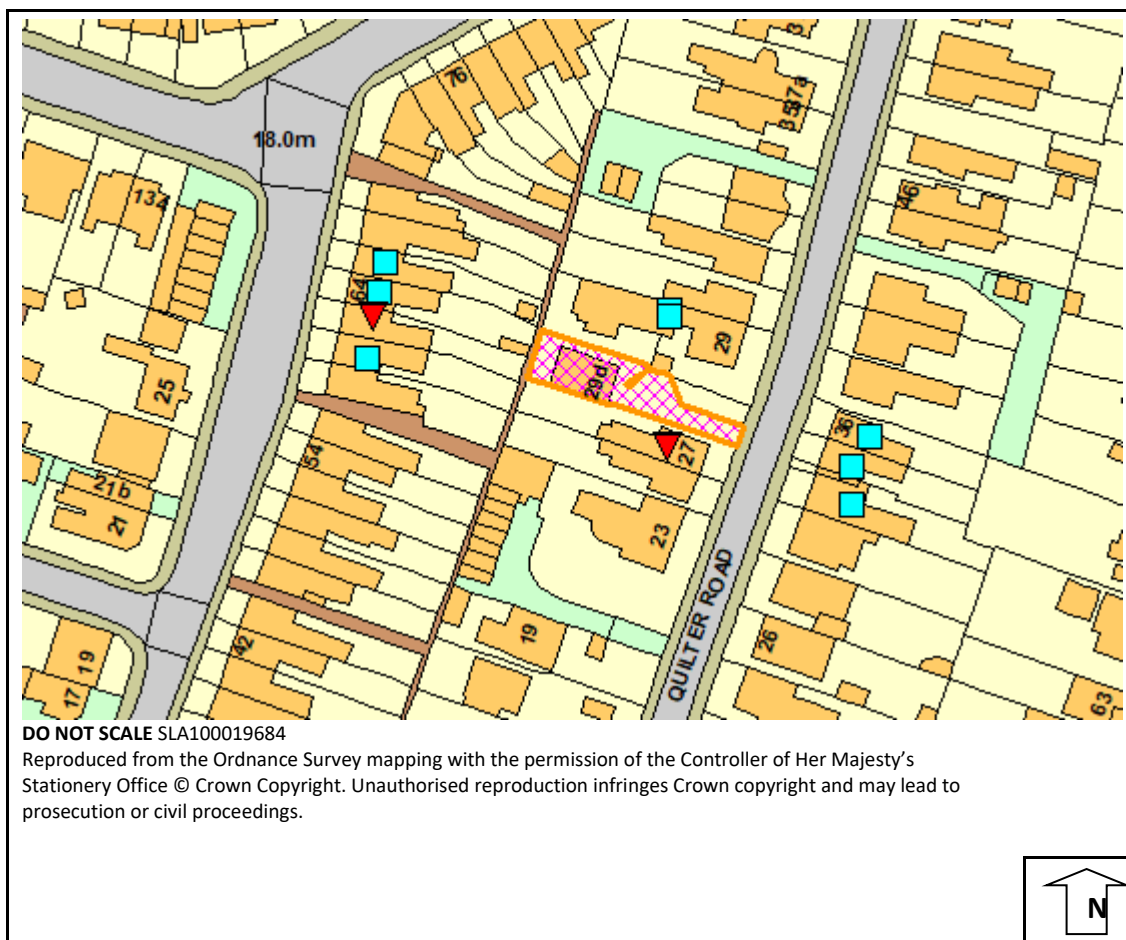 76
35
37a
3
18.0m
134
46
64
29
29d
25
36
27
54
21b
21
23
QUILTER ROAD
19
26
42
19
17
63
DO NOT SCALE SLA100019684
Reproduced from the Ordnance Survey mapping with the permission of the Controller of Her Majesty's
Stationery Office © Crown Copyright. Unauthorised reproduction infringes Crown copyright and may lead to
prosecution or civil proceedings.
N